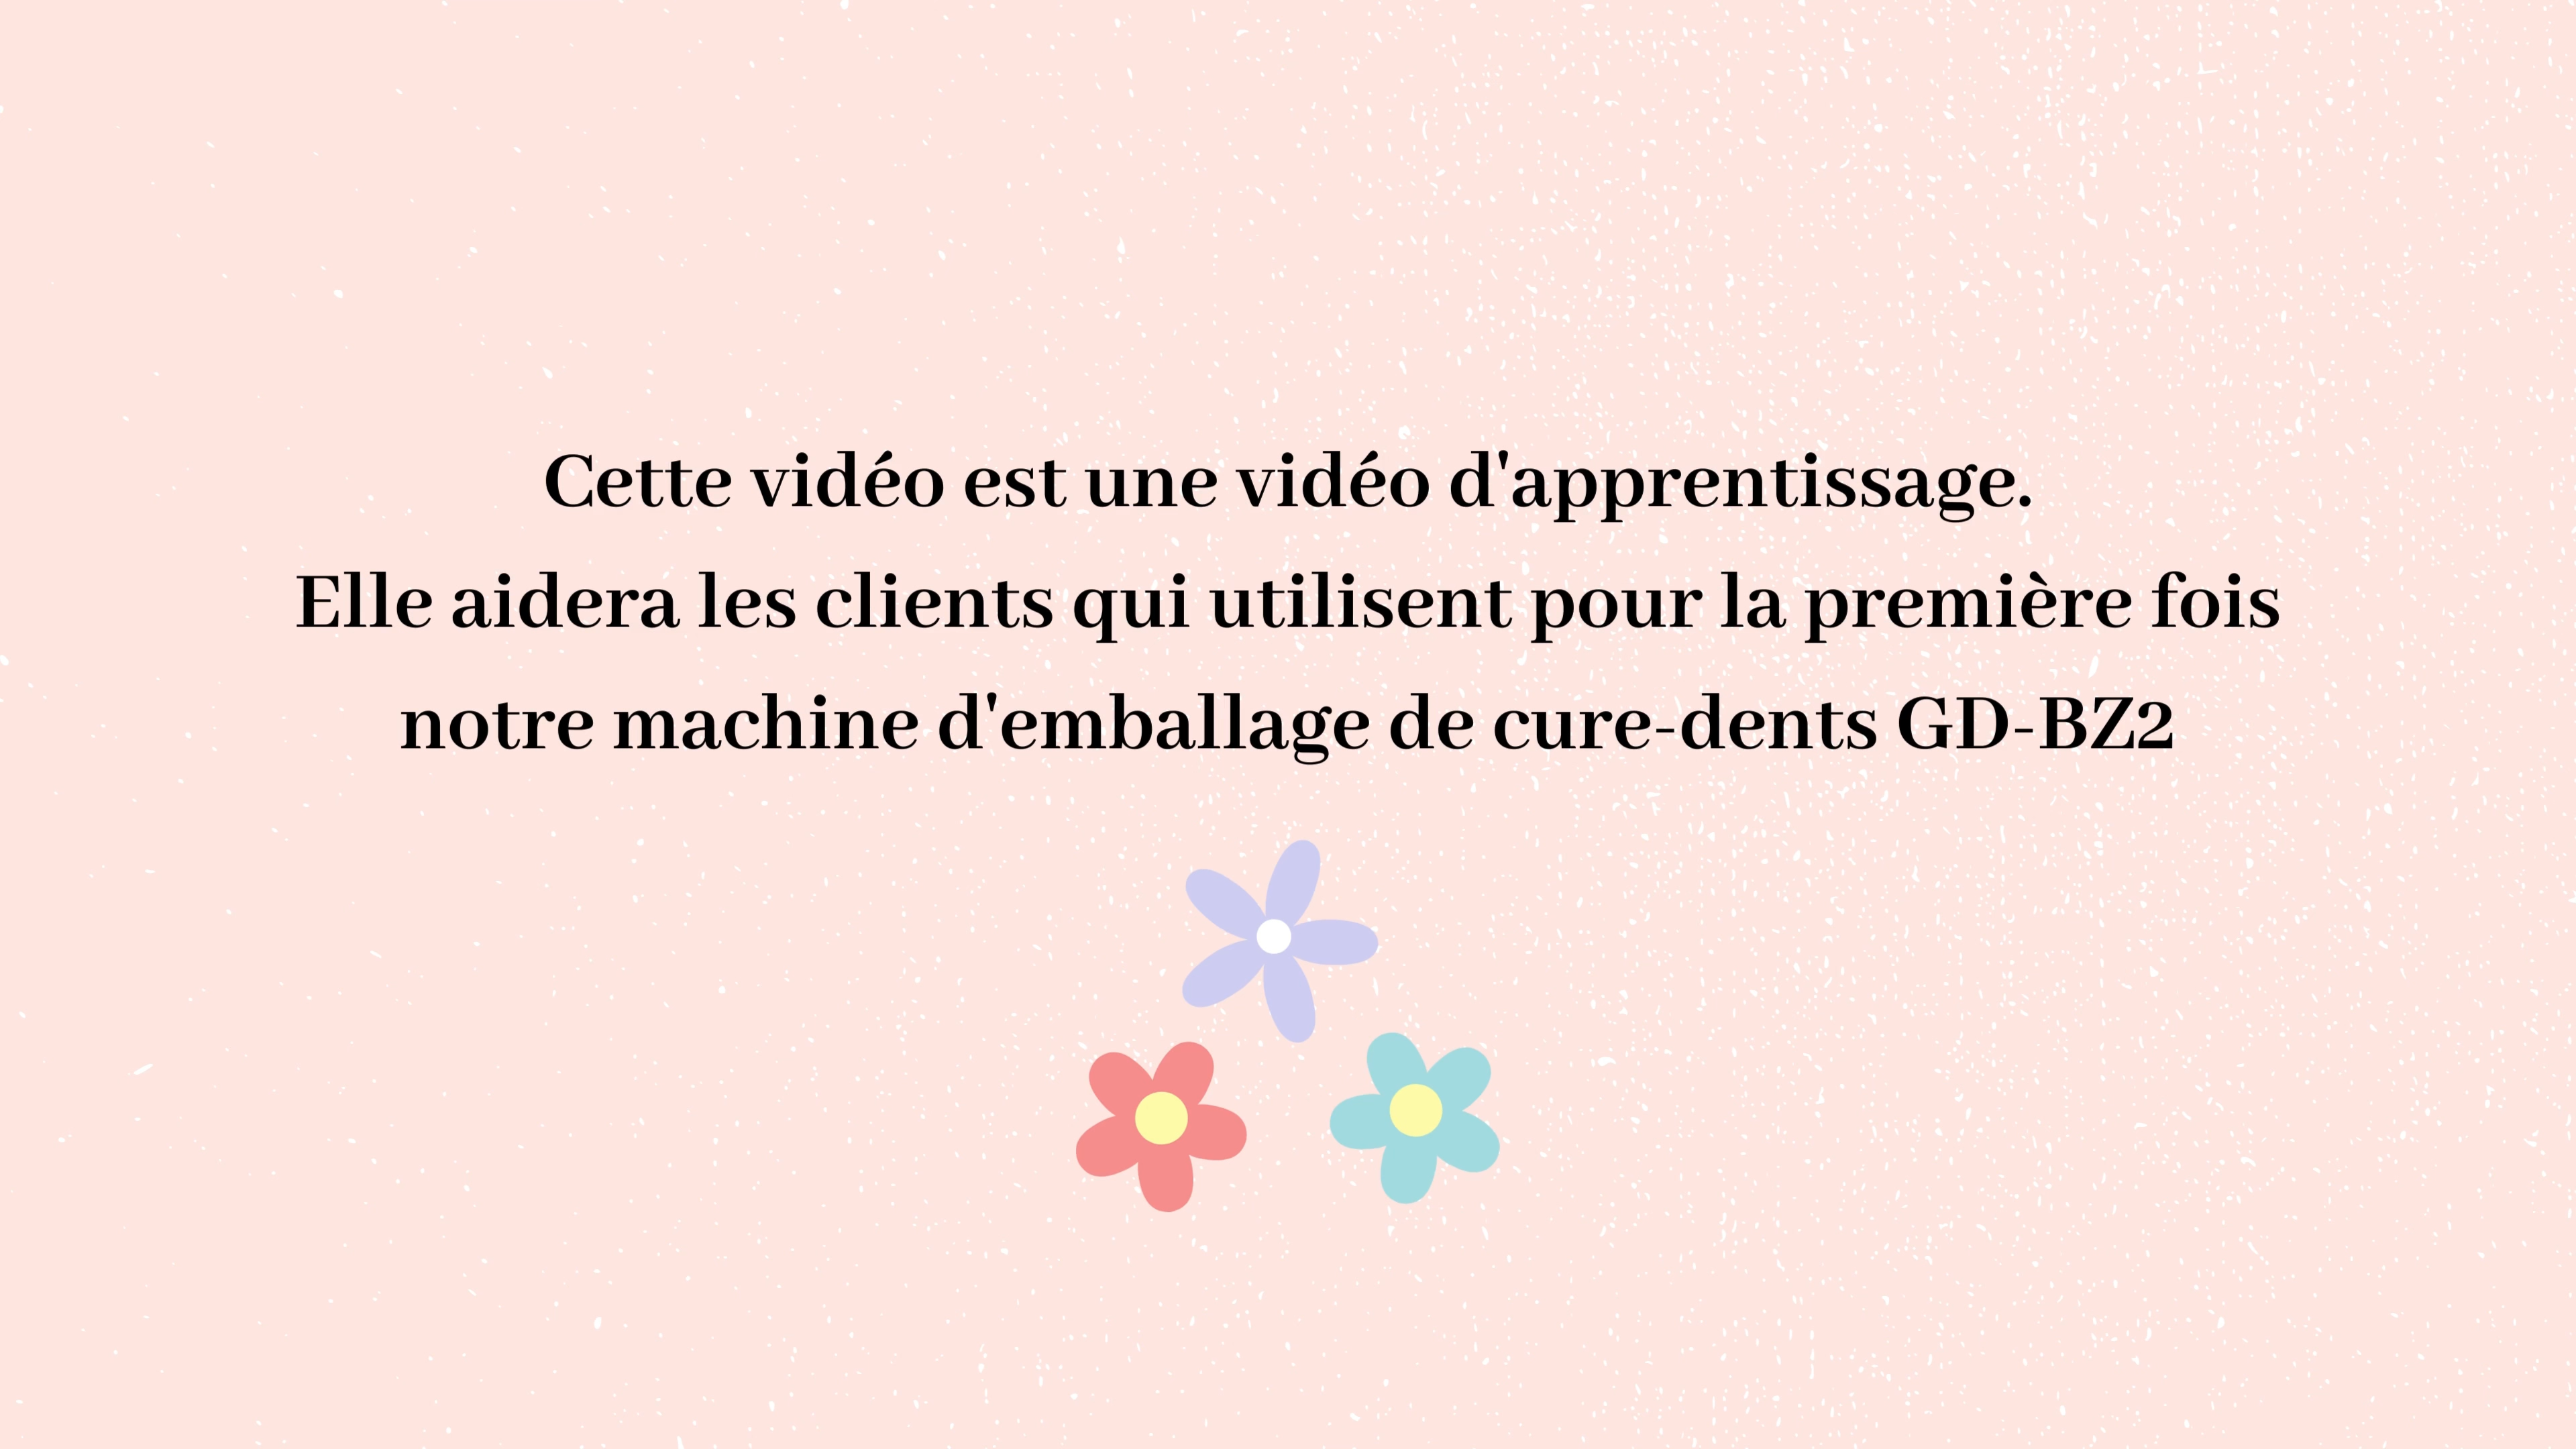 Cette vidéo est une vidéo d'apprentissage.
Elle aidera les clients qui utilisent pour la première fois
notre machine d'emballage de cure-dents GD-BZ2